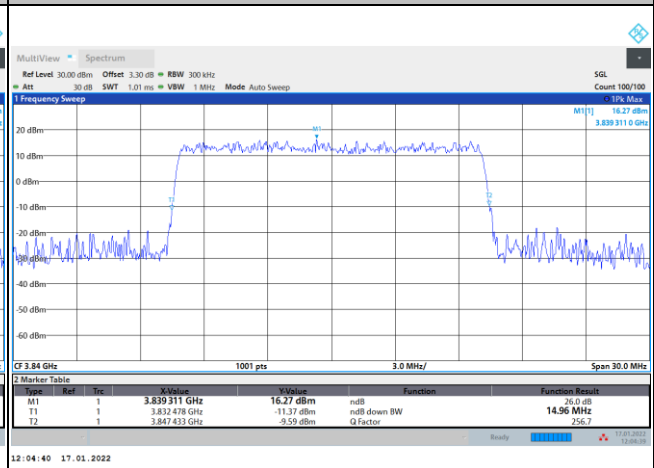 MultiView Spectrum
Ref Level 30.00 dBm Offset 3.30 dB RBW 300 kHz SGL
Att 30 dB SWT 1.01 ms VBW 1 MHz Mode Auto Sweep Count 100/100
1 Frequency Sweep 1Pk Max
M1[1] 16.27 dBm
3.839 311 0 GHz
M1
20 dBm
10 dBm
0 dBm
-10 dBm
-20 dBm
-40 dBm
-50 dBm
-60 dBm
CF 3.84 GHz 1001 pts 3.0 MHz/ Span 30.0 MHz
2 Marker Table
Type Ref Trc X-Value Y-Value Function Function Result
M1 1 3.839 311 GHz 16.27 dBm ndB 26.0 dB
T1 1 3.832 478 GHz -11.37 dBm ndB down BW 14.96 MHz
T2 1 3.847 433 GHz -9.59 dBm Q Factor 256.7
Ready 17.01.2022
12:04:39
12:04:40 17.01.2022